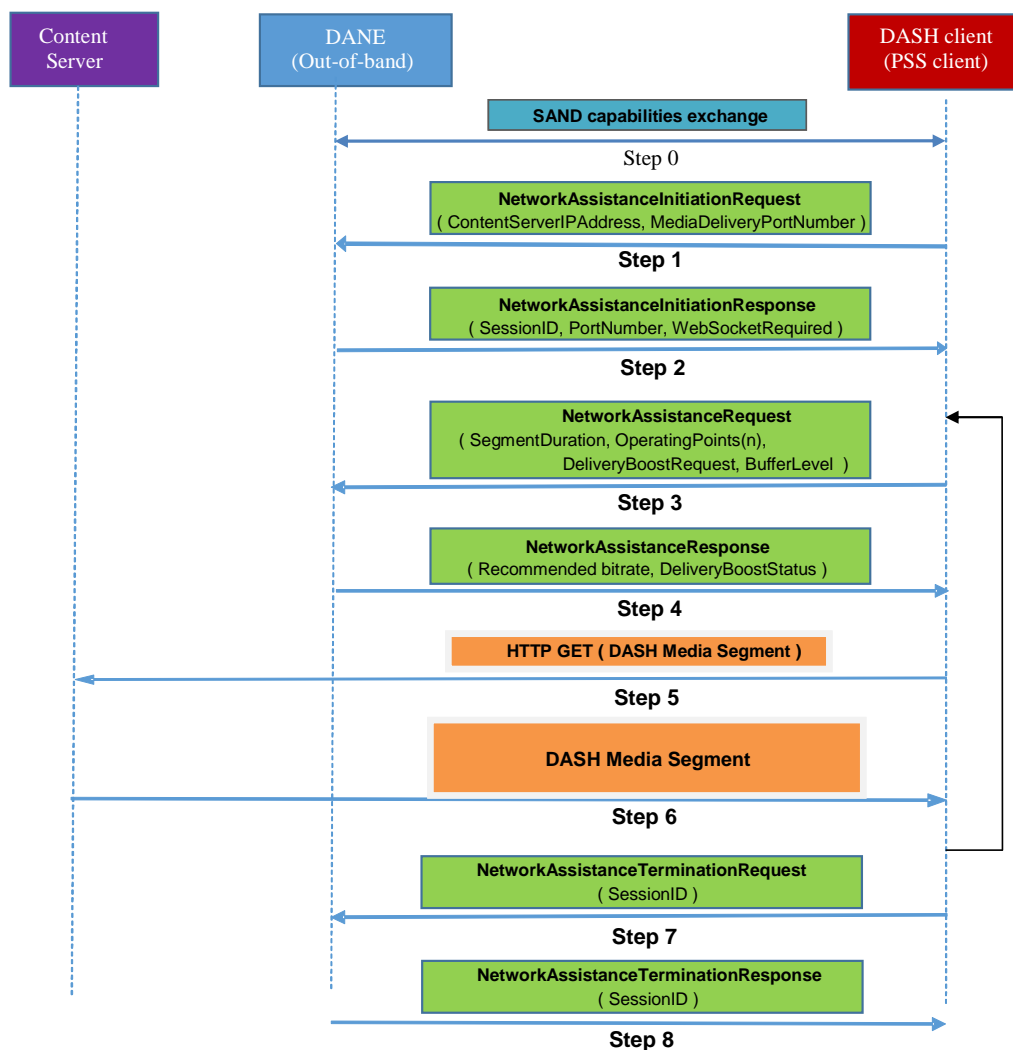 Content
Server
DANE
(Out-of-band)
DASH client
(PSS client)
SAND capabilities exchange
Step 0
NetworkAssistanceInitiationRequest
( ContentServerIPAddress, MediaDeliveryPortNumber )
Step 1
NetworkAssistanceInitiationResponse
( SessionID, PortNumber, WebSocketRequired )
Step 2
NetworkAssistanceRequest
( SegmentDuration, OperatingPoints(n),
DeliveryBoostRequest, BufferLevel )
Step 3
NetworkAssistanceResponse
( Recommended bitrate, DeliveryBoostStatus )
Step 4
HTTP GET ( DASH Media Segment )
Step 5
DASH Media Segment
Step 6
NetworkAssistanceTerminationRequest
( SessionID )
Step 7
NetworkAssistanceTerminationResponse
( SessionID )
Step 8